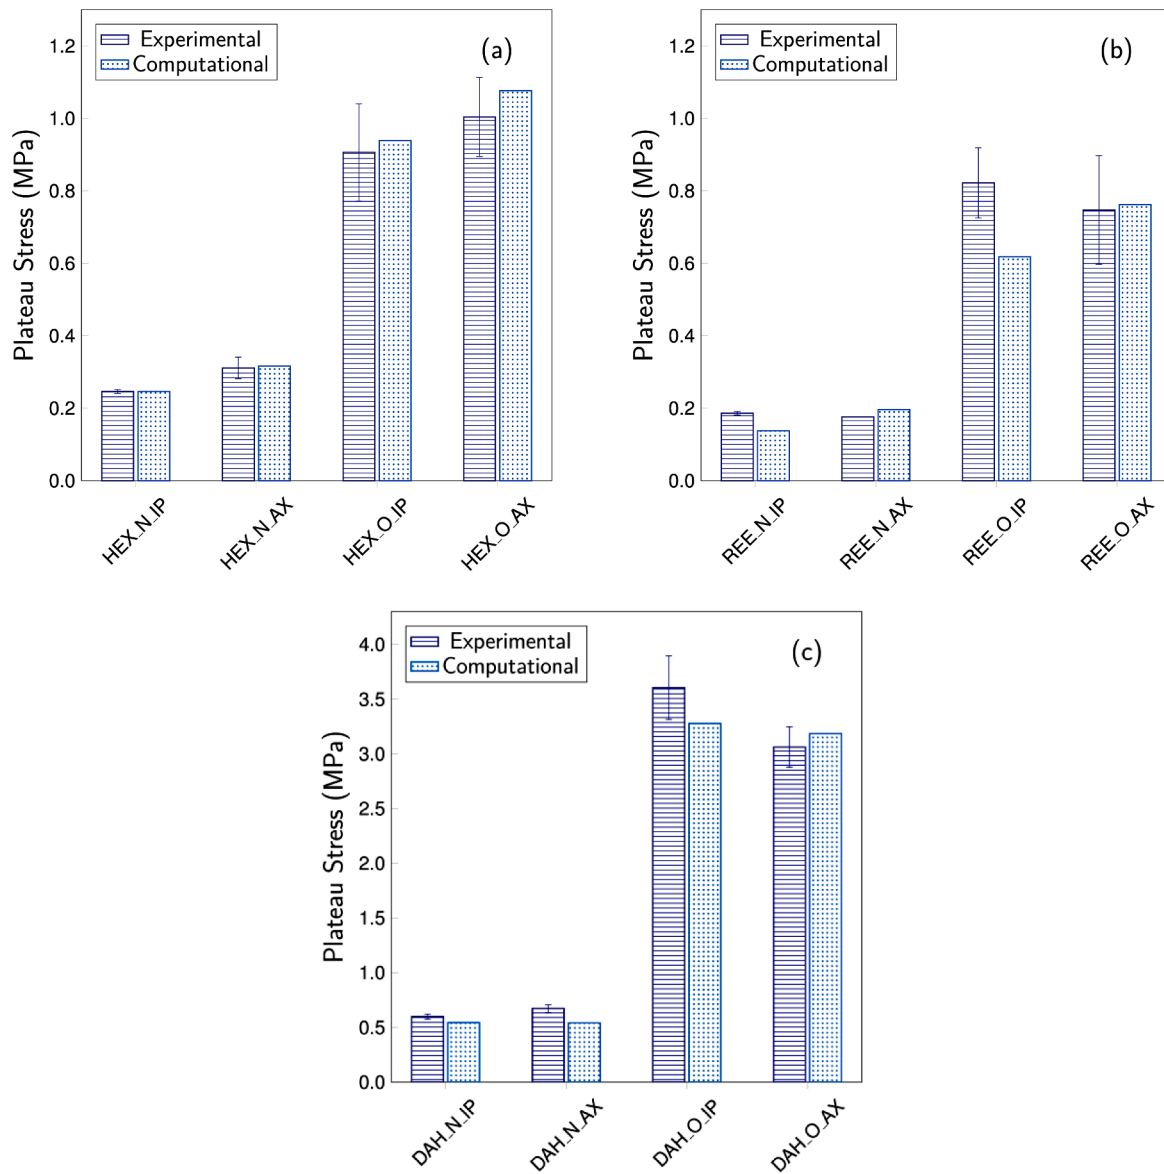 Experimental
Computational
(a)
Plateau Stress (MPa)
1.2
1.0
0.8
0.6
0.4
0.2
0.0
HEX_N_IP
HEX_N_AX
HEX_O_IP
HEX_O_AX
Experimental
Computational
(b)
Plateau Stress (MPa)
1.2
1.0
0.8
0.6
0.4
0.2
0.0
REE_N_IP
REE_N_AX
REE_O_IP
REE_O_AX
Experimental
Computational
(c)
Plateau Stress (MPa)
4.0
3.5
3.0
2.5
2.0
1.5
1.0
0.5
0.0
DAH_N_IP
DAH_N_AX
DAH_O_IP
DAH_O_AX